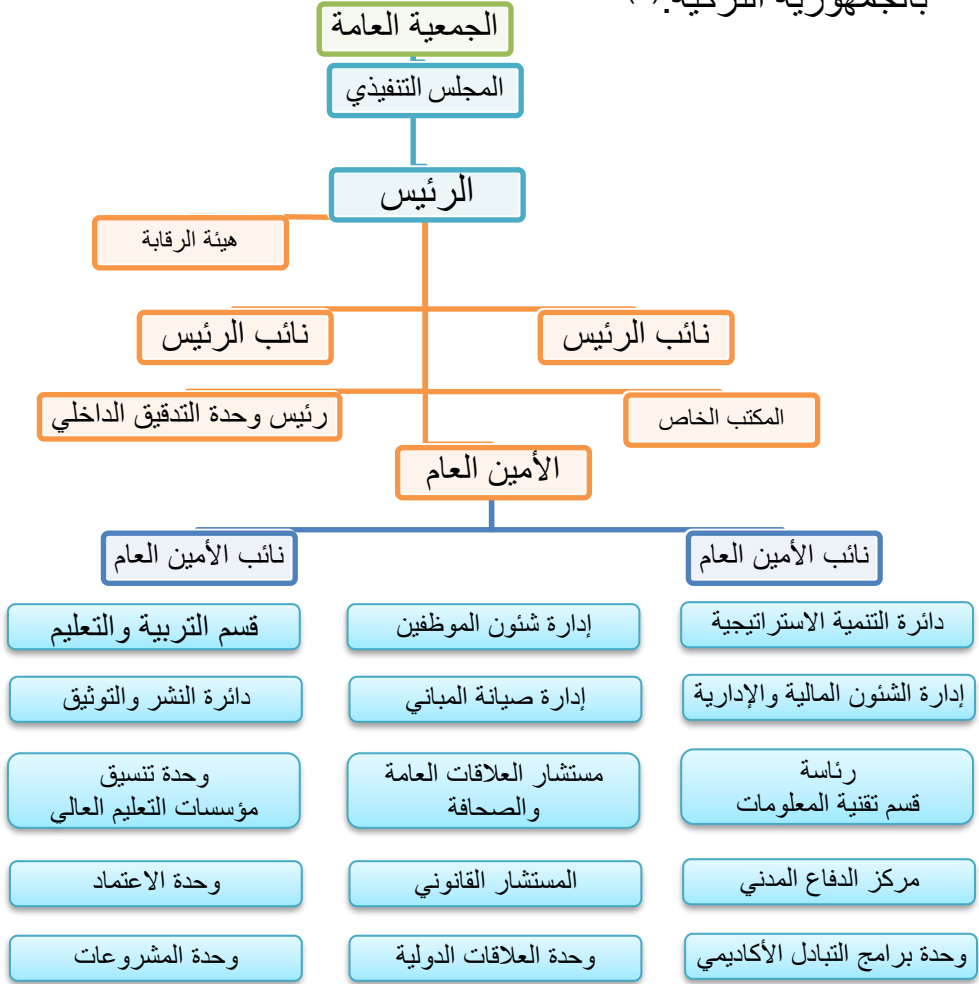 بالجمهورية التركية.
الجمعية العامة
المجلس التنفيذي
الرئيس
هيئة الرقابة
نائب الرئيس
نائب الرئيس
المكتب الخاص
رئيس وحدة التدقيق الداخلي
الأمين العام
نائب الأمين العام
نائب الأمين العام
دائرة التنمية الاستراتيجية
إدارة شئون الموظفين
قسم التربية والتعليم
إدارة الشئون المالية والإدارية
إدارة صيانة المباني
دائرة النشر والتوثيق
رئاسة
قسم تقنية المعلومات
مستشار العلاقات العامة
والصحافة
وحدة تنسيق
مؤسسات التعليم العالي
مركز الدفاع المدني
المستشار القانوني
وحدة الاعتماد
وحدة برامج التبادل الأكاديمي
وحدة العلاقات الدولية
وحدة المشروعات